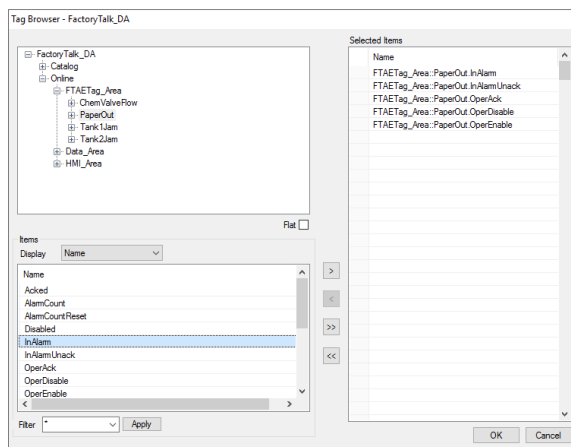 Tag Browser - FactoryTalk_DA
FactoryTalk_DA
Catalog
Online
FTAETag_Area
ChemValveFlow
PaperOut
Tank1Jam
Tank2Jam
Data_Area
HMI_Area
Flat
Items
Display Name
Name
Acked
AlarmCount
AlarmCountReset
Disabled
InAlarm
InAlarmUnack
OperAck
OperDisable
OperEnable
Filter * Apply
>
<
>>
<<
Selected Items
Name
FTAETag_Area::PaperOut.InAlarm
FTAETag_Area::PaperOut.InAlarmUnack
FTAETag_Area::PaperOut.OperAck
FTAETag_Area::PaperOut.OperDisable
FTAETag_Area::PaperOut.OperEnable
OK Cancel